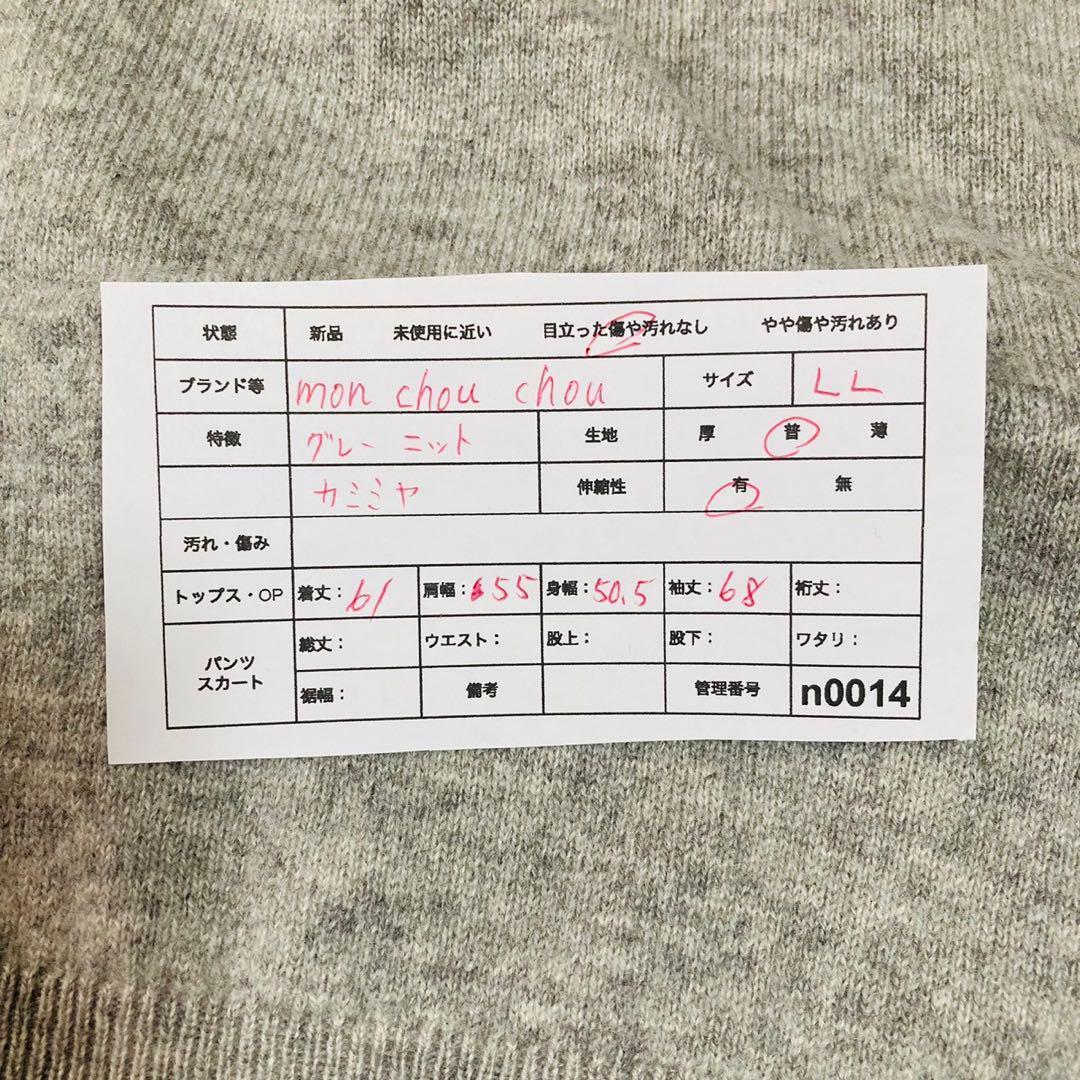 状態 新品 未使用に近い 目立った傷や汚れなし やや傷や汚れあり
ブランド等 mon chou chou サイズ LL
特徴 グレー ニット 生地 厚 普 薄
カミミヤ 伸縮性 有 無
汚れ・傷み
トップス・OP 着丈：61 肩幅：55 身幅：50.5 袖丈：68 裄丈：
パンツ スカート 総丈： ウエスト： 股上： 股下： ワタリ：
裾幅： 備考 管理番号 n0014